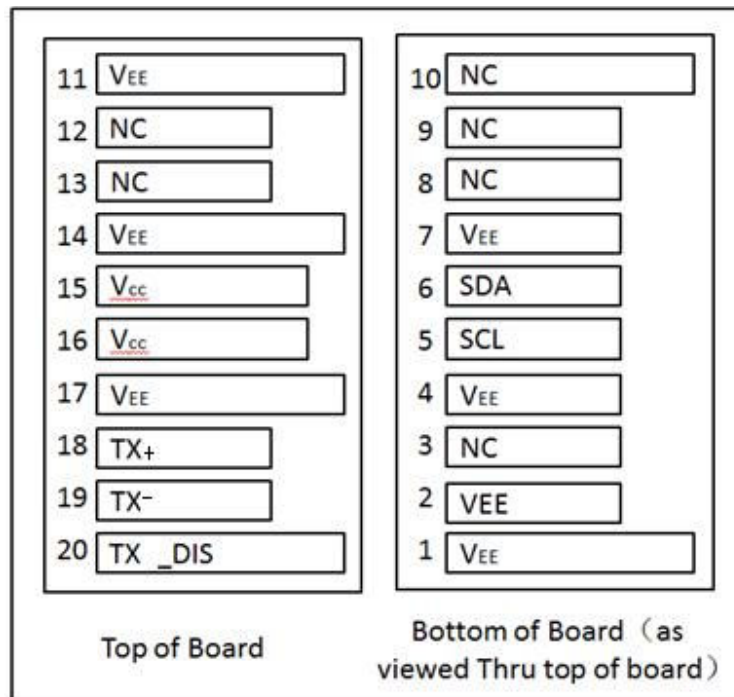 11 VEE
12 NC
13 NC
14 VEE
15 Vcc
16 Vcc
17 VEE
18 TX+
19 TX-
20 TX _DIS
Top of Board
10 NC
9 NC
8 NC
7 VEE
6 SDA
5 SCL
4 VEE
3 NC
2 VEE
1 VEE
Bottom of Board（as
viewed Thru top of board）